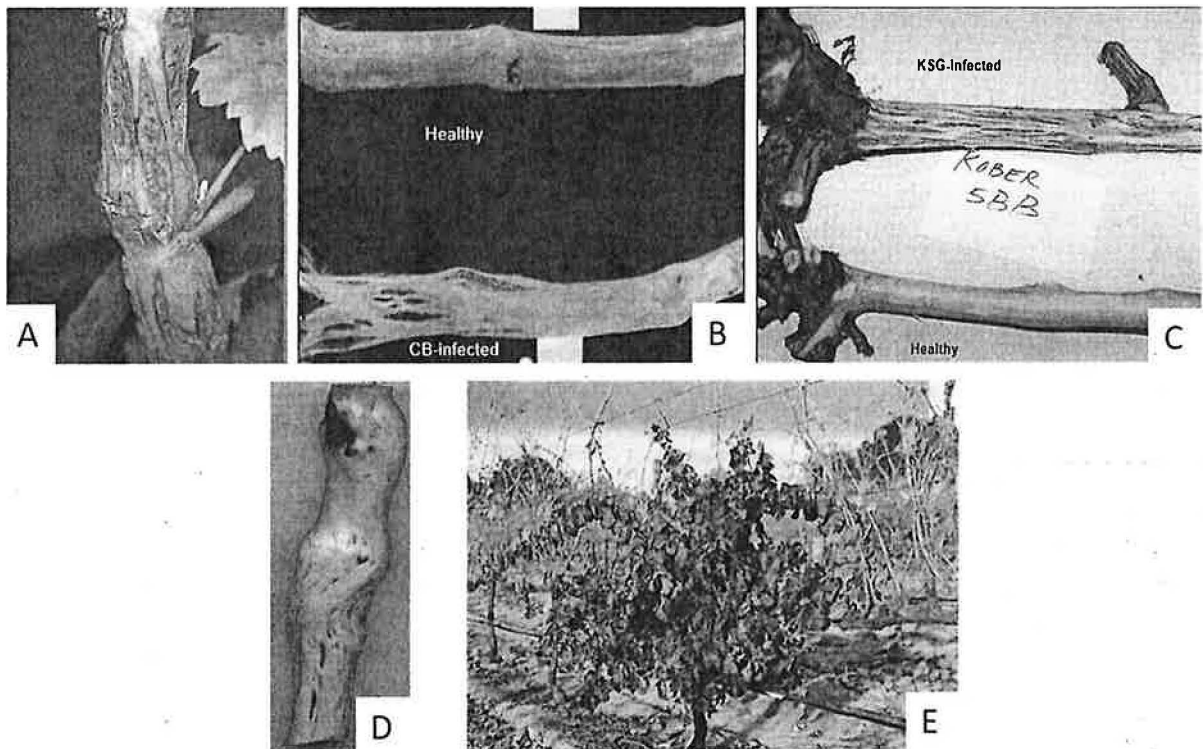 A
Healthy
CB-infected
B
KSG-Infected
KOBER
5BB
Healthy
C
D
E